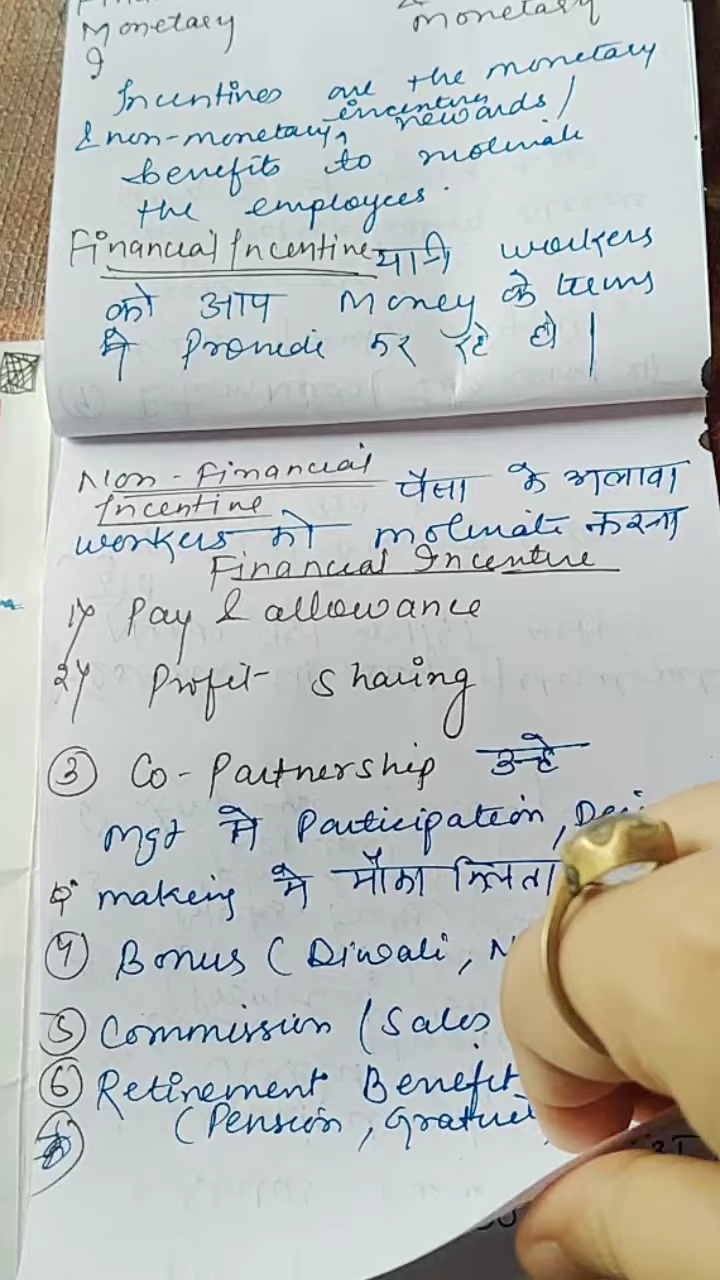 Monetary
Monetary
Incentives are the monetary
& non-monetary incentives rewards/
benefits to motivate
the employees.
Financial Incentive यानी workers
को आप Money के terms
में Provide कर रहे हो |
Non-Financial पैसा के अलावा
Incentive
workers को motivate करना
Financial Incentive
1) Pay & allowance
2) Profit-Sharing
③ Co-Partnership उन्हे
Mgt मे Participation,
making मे मौका मिलता
④ Bonus (Diwali, N
⑤ Commission (Sales
⑥ Retirement Benefit
(Pension,